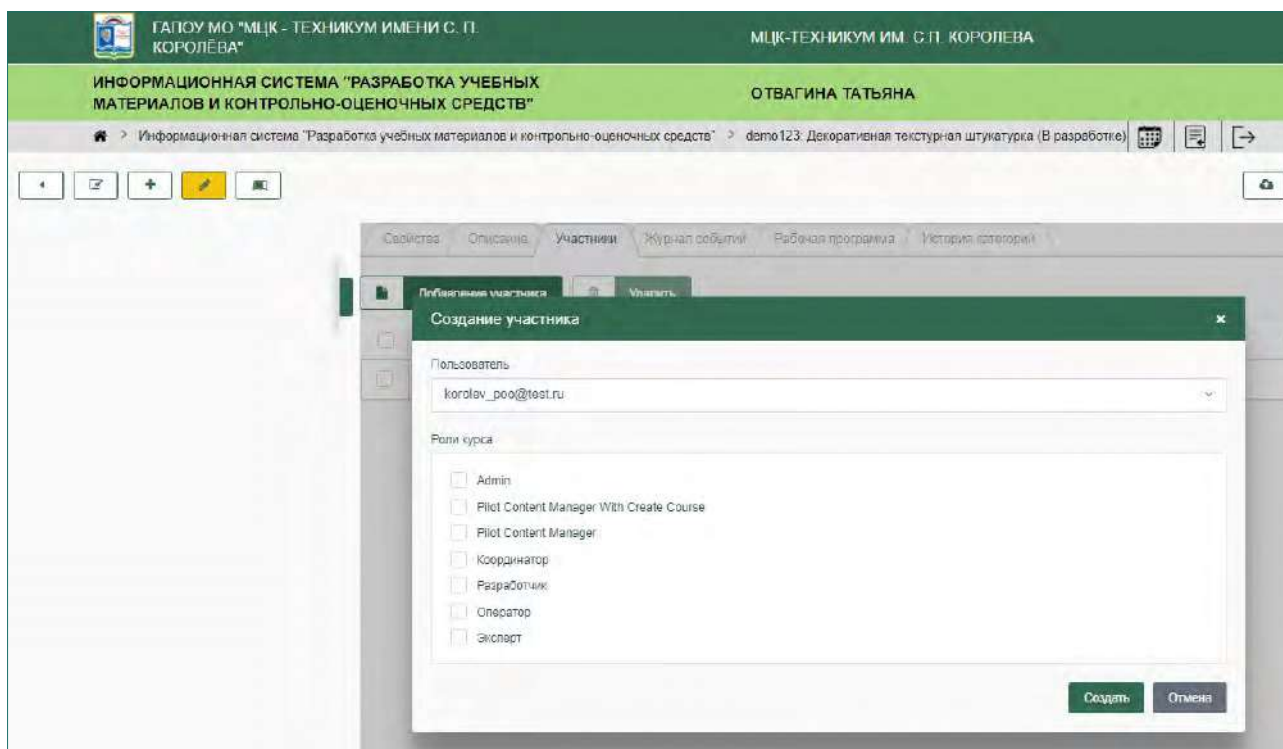 ГАПОУ МО "МЦК - ТЕХНИКУМ ИМЕНИ С. П.
КОРОЛЁВА"
МЦК-ТЕХНИКУМ ИМ. С.П. КОРОЛЕВА
ИНФОРМАЦИОННАЯ СИСТЕМА "РАЗРАБОТКА УЧЕБНЫХ
МАТЕРИАЛОВ И КОНТРОЛЬНО-ОЦЕНОЧНЫХ СРЕДСТВ"
ОТВАГИНА ТАТЬЯНА
> Информационная система "Разработка учебных материалов и контрольно-оценочных средств" > demo123: Декоративная текстурная штукатурка (В разработке)
Свойства Описание Участники Журнал событий Рабочая программа История категорий
Добавление участника Удалить
Создание участника
Пользователь
korolev_poo@test.ru
Роли курса
Admin
Pilot Content Manager With Create Course
Pilot Content Manager
Координатор
Разработчик
Оператор
Эксперт
Создать Отмена